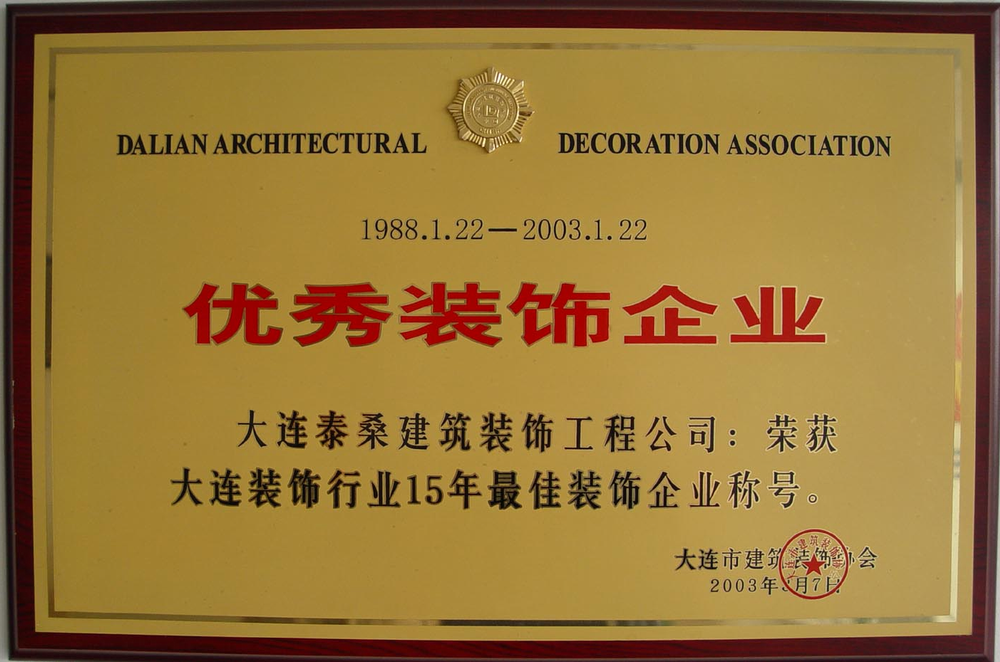 DALIAN ARCHITECTURAL DECORATION ASSOCIATION
1988.1.22—2003.1.22
优秀装饰企业
大连泰桑建筑装饰工程公司：荣获
大连装饰行业15年最佳装饰企业称号。
大连市建筑装饰协会
2003年 月7日